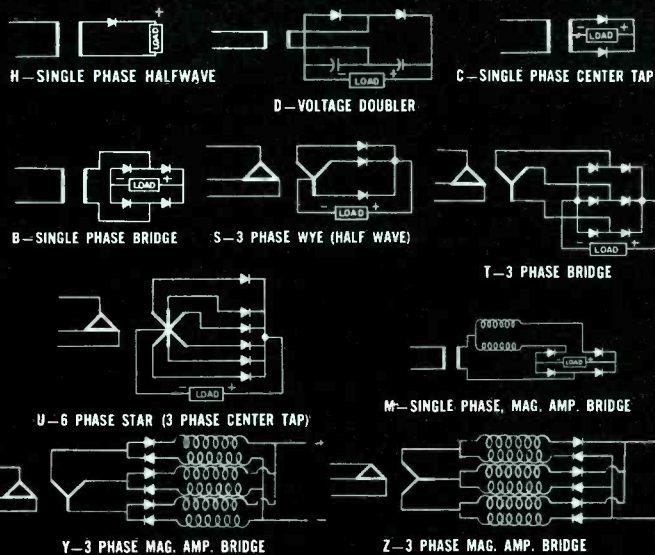 +
LOAD
H—SINGLE PHASE HALFWAVE
- LOAD +
D—VOLTAGE DOUBLER
- LOAD +
C—SINGLE PHASE CENTER TAP
- LOAD +
B—SINGLE PHASE BRIDGE
- LOAD +
S—3 PHASE WYE (HALF WAVE)
- LOAD +
T—3 PHASE BRIDGE
- LOAD +
U—6 PHASE STAR (3 PHASE CENTER TAP)
- LOAD +
M—SINGLE PHASE, MAG. AMP. BRIDGE
Y—3 PHASE MAG. AMP. BRIDGE
Z—3 PHASE MAG. AMP. BRIDGE